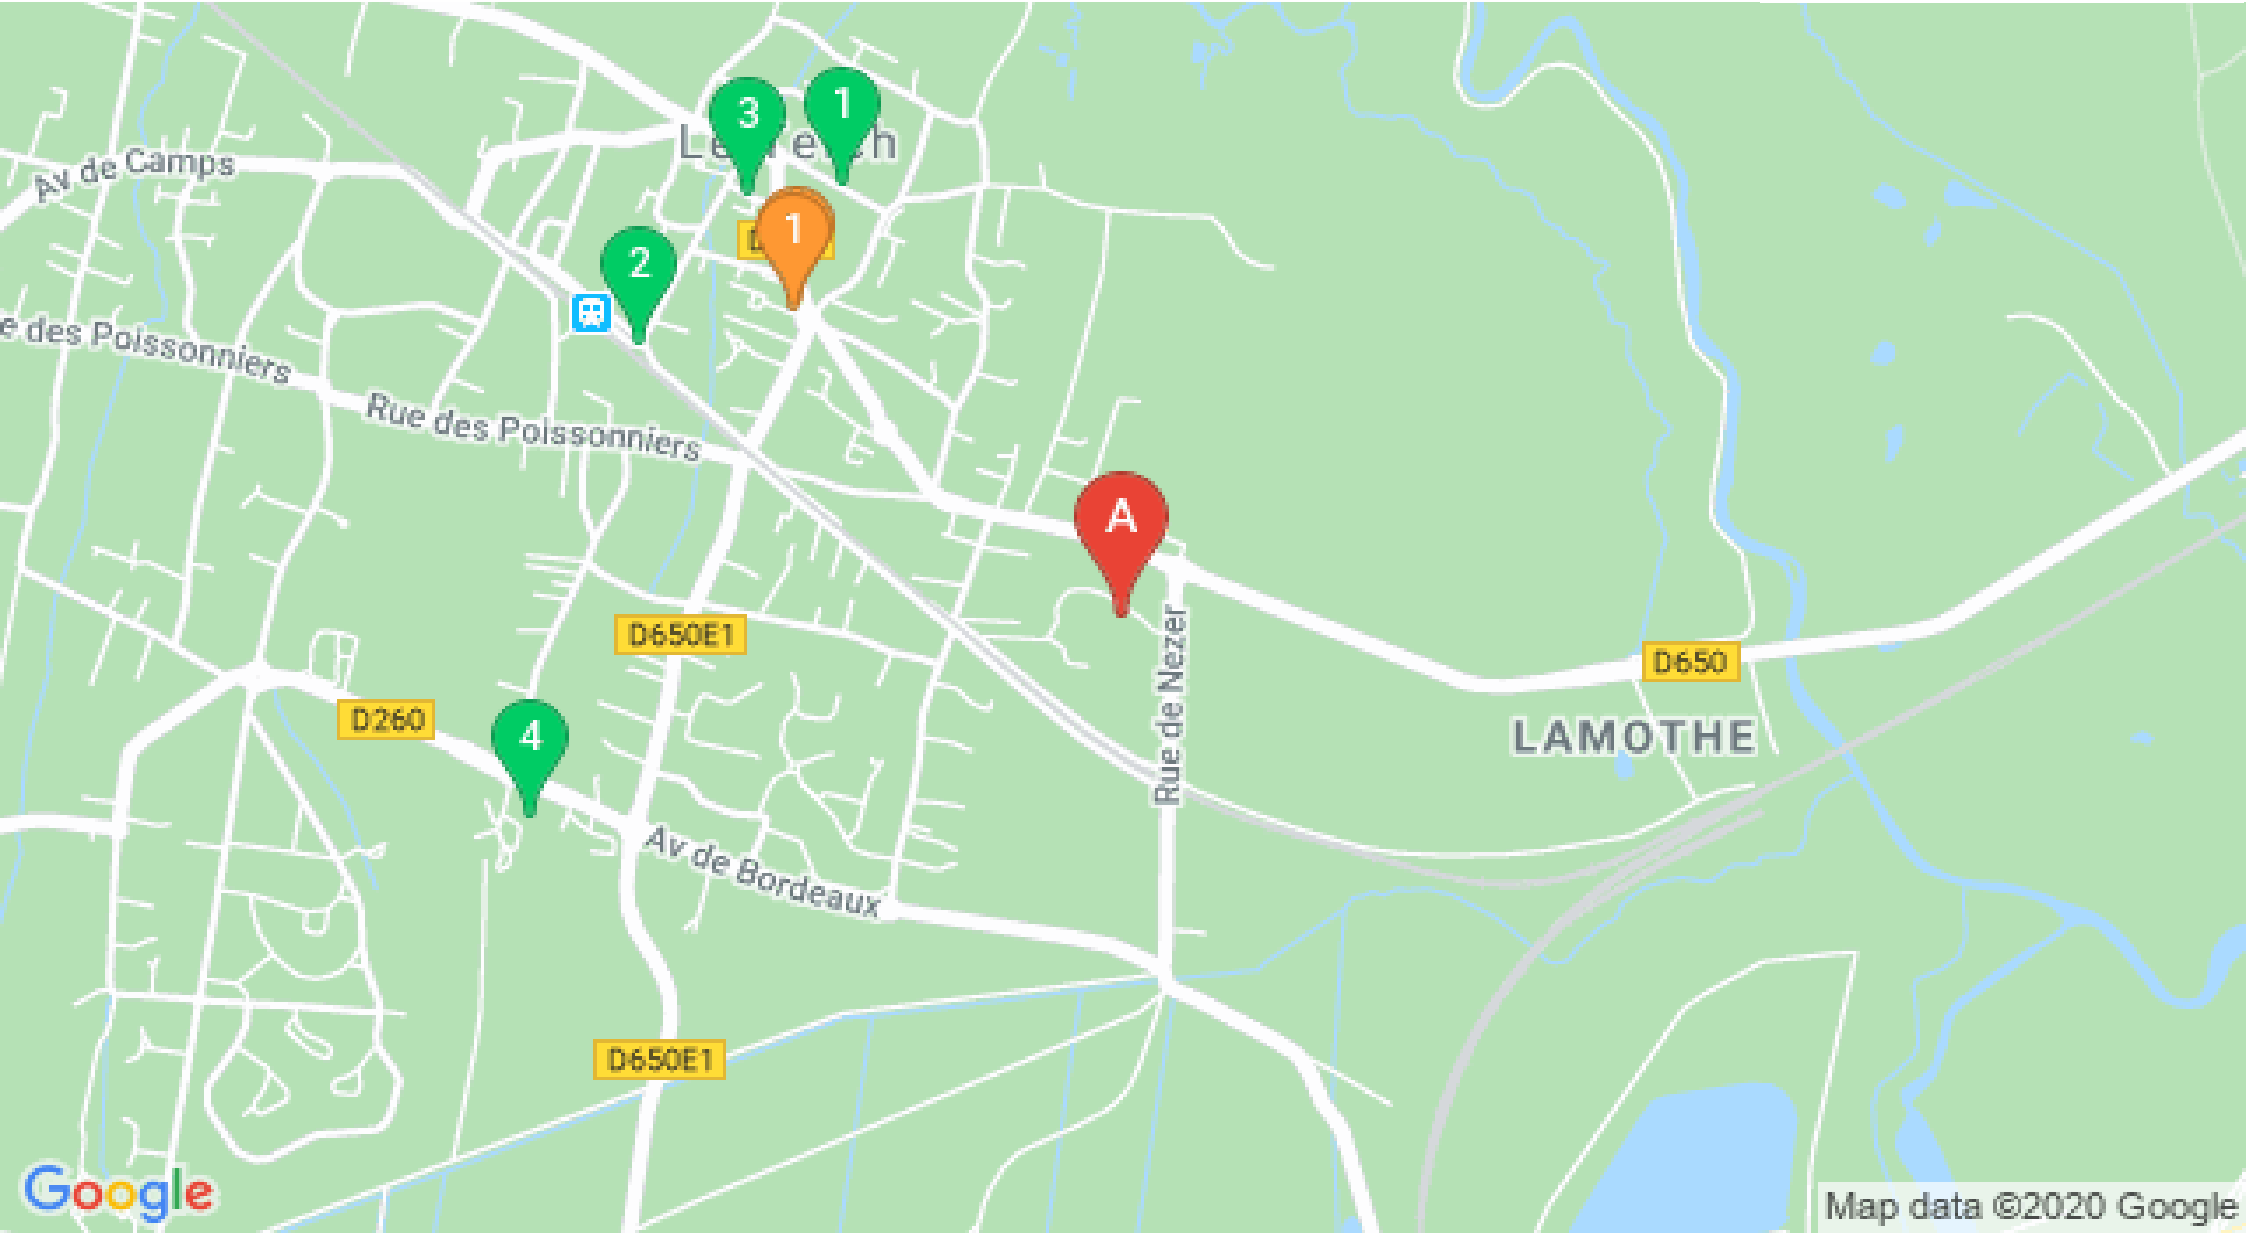 3
1
Av de Camps
1
2
e des Poissonniers
Rue des Poissonniers
A
D650E1
D650
Rue de Nezer
D260
4
LAMOTHE
Av de Bordeaux
D650E1
Google
Map data ©2020 Google